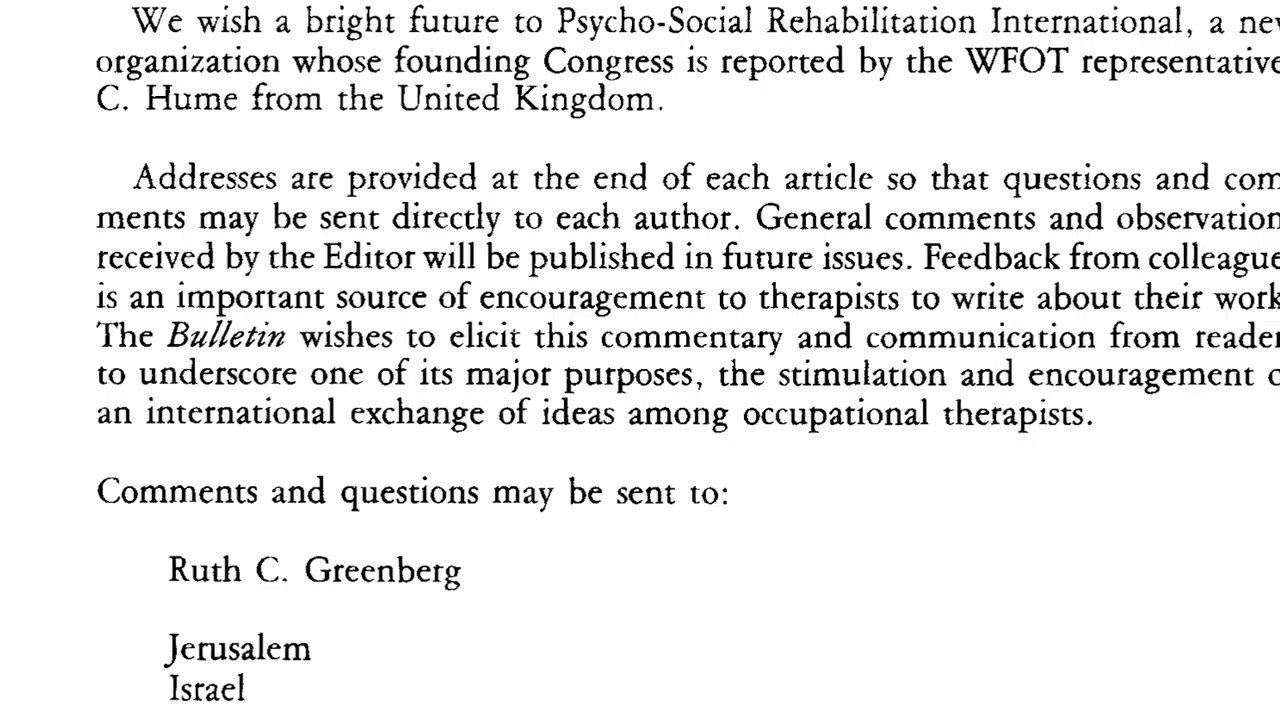 We wish a bright future to Psycho-Social Rehabilitation International, a
organization whose founding Congress is reported by the WFOT
C. Hume from the United Kingdom.
Addresses are provided at the end of each article so that questions and com
ments may be sent directly to each author. General comments and
received by the Editor will be published in future issues. Feedback from
is an important source of encouragement to therapists to write about their work
The Bulletin wishes to elicit this commentary and communication from
to underscore one of its major purposes, the stimulation and encouragement
an international exchange of ideas among occupational therapists.
Comments and questions may be sent to:
Ruth C. Greenberg
Jerusalem
Israel